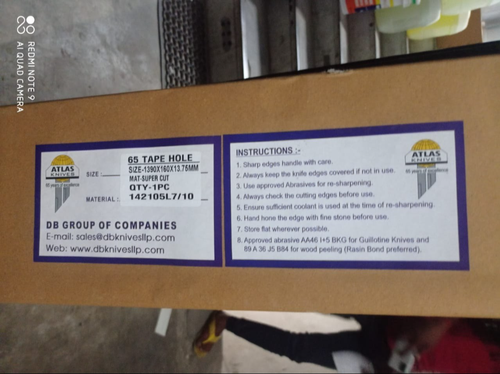 REDMI NOTE 9
AI QUAD CAMERA
ATLAS
KNIVES
65 TAPE HOLE
SIZE :
SIZE-1390X160X13.75MM
MAT-SUPER CUT
QTY-1PC
MATERIAL :
142105L7/10
DB GROUP OF COMPANIES
E-mail: sales@dbknivesllp.com
Web: www.dbknivesllp.com
INSTRUCTIONS :-
1. Sharp edges handle with care.
2. Always keep the knife edges covered if not in use.
3. Use approved Abrasives for re-sharpening.
4. Always check the cutting edges before use.
5. Ensure sufficient coolant is used at the time of re-sharpening.
6. Hand hone the edge with fine stone before use.
7. Store flat wherever possible.
8. Approved abrasive AA46 I+5 BKG for Guillotine Knives and
89 A 36 J5 B84 for wood peeling (Rasin Bond preferred).
ATLAS
KNIVES